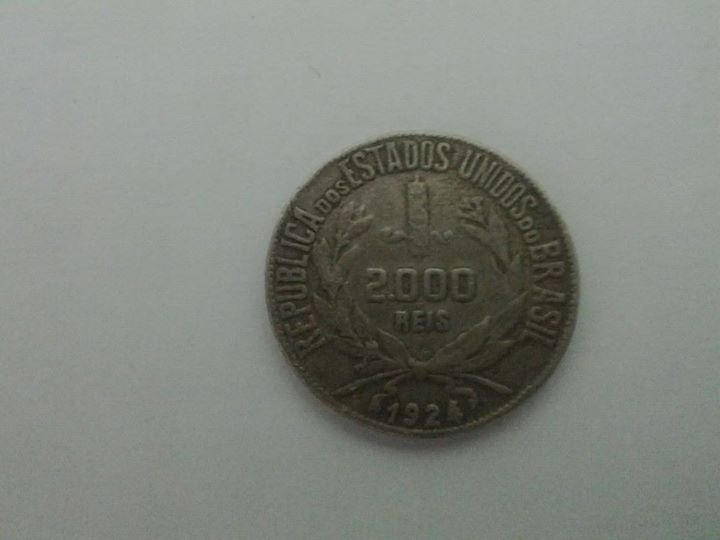 REPUBLICA DOS ESTADOS UNIDOS DO BRASIL
2.000
REIS
1924